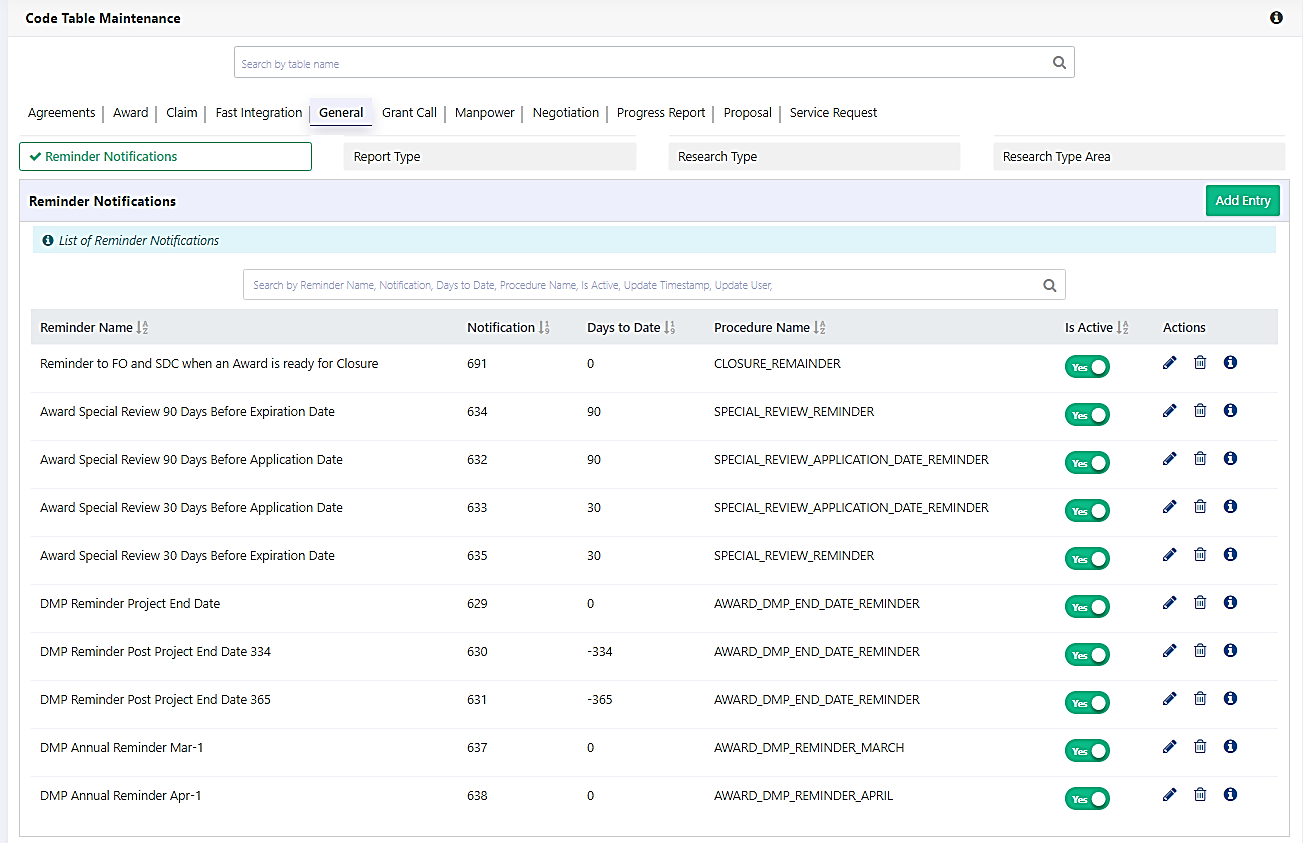 Code Table Maintenance
Search by table name
Agreements Award Claim Fast Integration General Grant Call Manpower Negotiation Progress Report Proposal Service Request
Reminder Notifications Report Type Research Type Research Type Area
Reminder Notifications Add Entry
List of Reminder Notifications
Search by Reminder Name, Notification, Days to Date, Procedure Name, Is Active, Update Timestamp, Update User,
Reminder Name Notification Days to Date Procedure Name Is Active Actions
Reminder to FO and SDC when an Award is ready for Closure 691 0 CLOSURE_REMAINDER Yes
Award Special Review 90 Days Before Expiration Date 634 90 SPECIAL_REVIEW_REMINDER Yes
Award Special Review 90 Days Before Application Date 632 90 SPECIAL_REVIEW_APPLICATION_DATE_REMINDER Yes
Award Special Review 30 Days Before Application Date 633 30 SPECIAL_REVIEW_APPLICATION_DATE_REMINDER Yes
Award Special Review 30 Days Before Expiration Date 635 30 SPECIAL_REVIEW_REMINDER Yes
DMP Reminder Project End Date 629 0 AWARD_DMP_END_DATE_REMINDER Yes
DMP Reminder Post Project End Date 334 630 -334 AWARD_DMP_END_DATE_REMINDER Yes
DMP Reminder Post Project End Date 365 631 -365 AWARD_DMP_END_DATE_REMINDER Yes
DMP Annual Reminder Mar-1 637 0 AWARD_DMP_REMINDER_MARCH Yes
DMP Annual Reminder Apr-1 638 0 AWARD_DMP_REMINDER_APRIL Yes